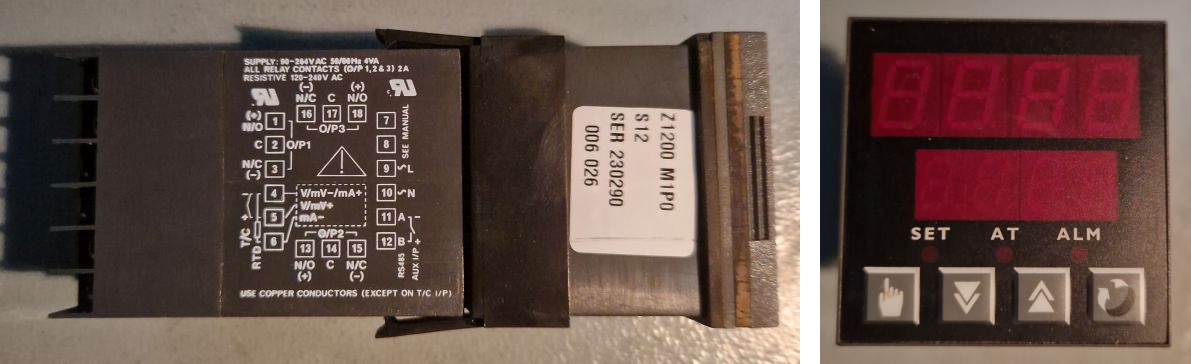 SUPPLY: 90-264VAC 50/60Hz 4VA
ALL RELAY CONTACTS (O/P 1,2 & 3) 2A
RESISTIVE 120-240V AC
(-) (+)
N/C C N/O
16 17 18
O/P3
(+)
N/O 1
C 2 O/P1
N/C 3
(-)
7
8
SEE MANUAL
9 L
10 N
4 V/mV-/mA+
5 V/mV+
6 mA-
T/C
RTD
11 A -
12 B +
RS485
AUX I/P
O/P2
13 14 15
N/O C N/C
(+) (-)
USE COPPER CONDUCTORS (EXCEPT ON T/C I/P)
Z1200 M1P0
S12
SER 230290
006 026
SET AT ALM